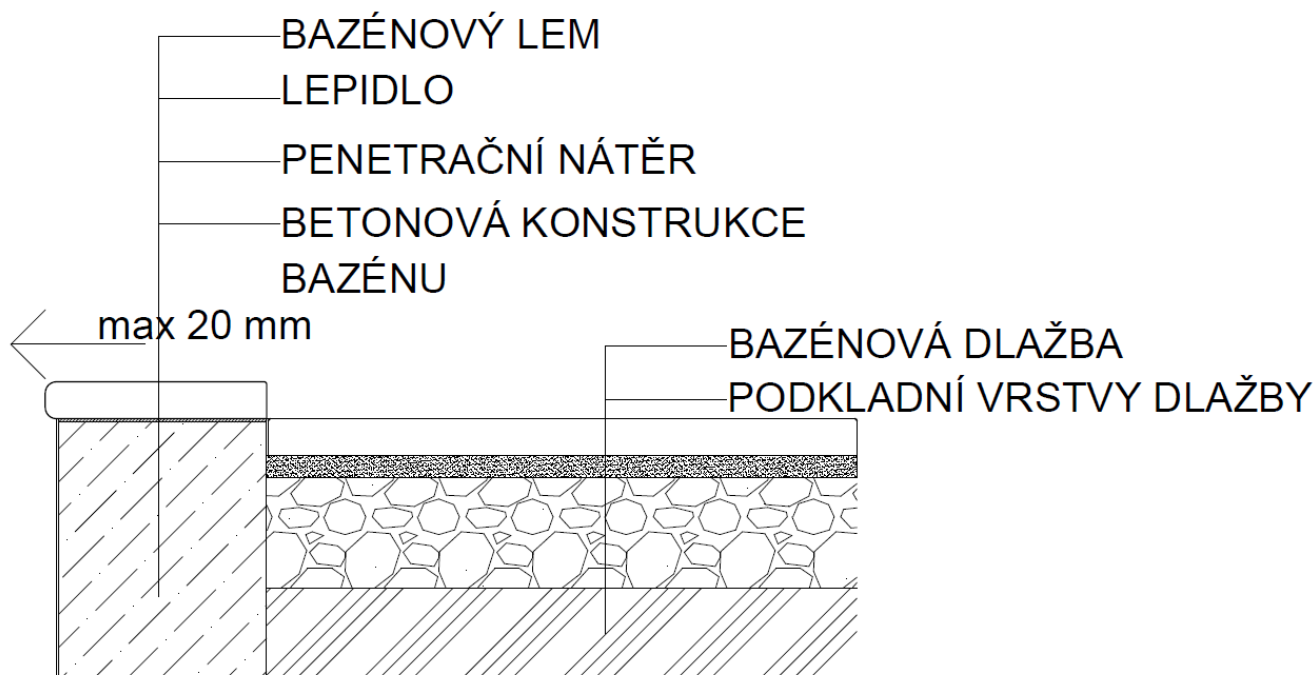 BAZÉNOVÝ LEM
LEPIDLO
PENETRAČNÍ NÁTĚR
BETONOVÁ KONSTRUKCE
BAZÉNU
max 20 mm
BAZÉNOVÁ DLAŽBA
PODKLADNÍ VRSTVY DLAŽBY